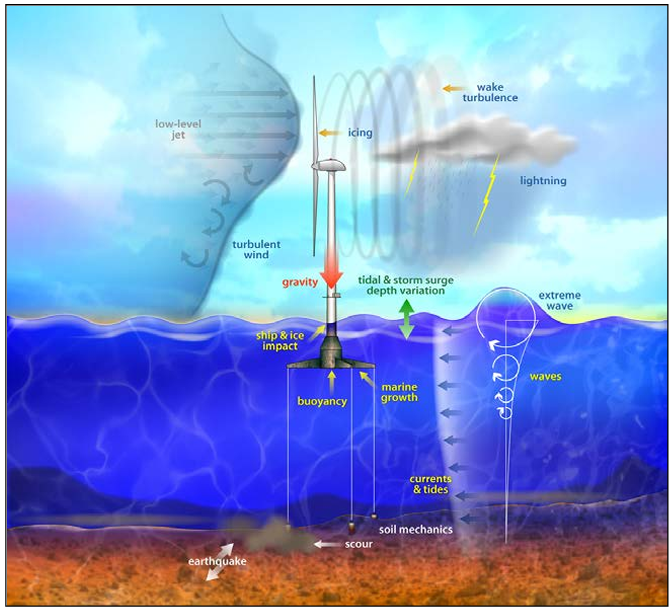 wake
turbulence
low-level
jet
icing
lightning
turbulent
wind
gravity
tidal & storm surge
depth variation
extreme
wave
ship & ice
impact
waves
buoyancy
marine
growth
currents
& tides
soil mechanics
scour
earthquake